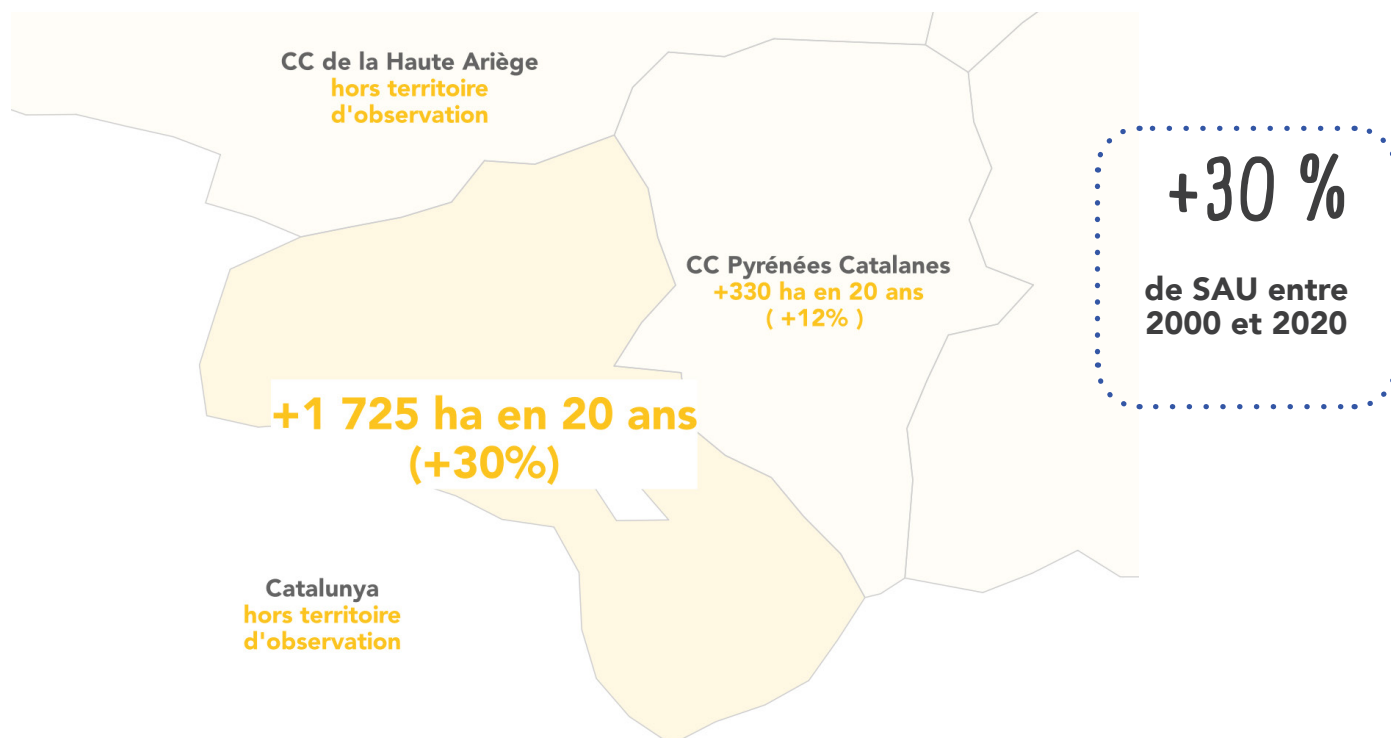 CC de la Haute Ariège
hors territoire
d'observation
+30 %
de SAU entre
2000 et 2020
CC Pyrénées Catalanes
+330 ha en 20 ans
( +12% )
+1 725 ha en 20 ans
(+30%)
Catalunya
hors territoire
d'observation